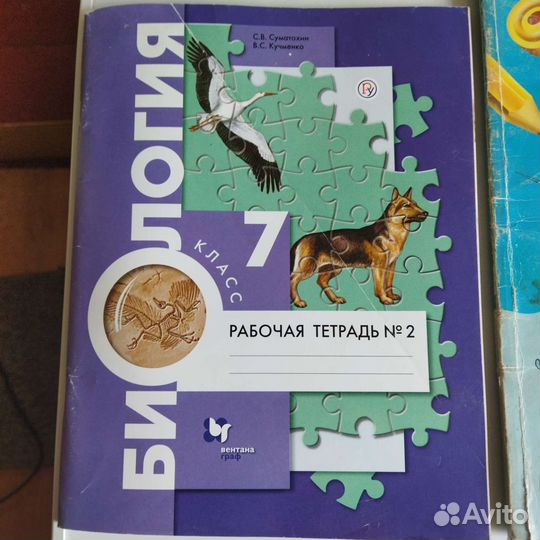 С.В. Суматохин
В.С. Кучменко
БИОЛОГИЯ
7
КЛАСС
РАБОЧАЯ ТЕТРАДЬ № 2
вентана
граф
Avito